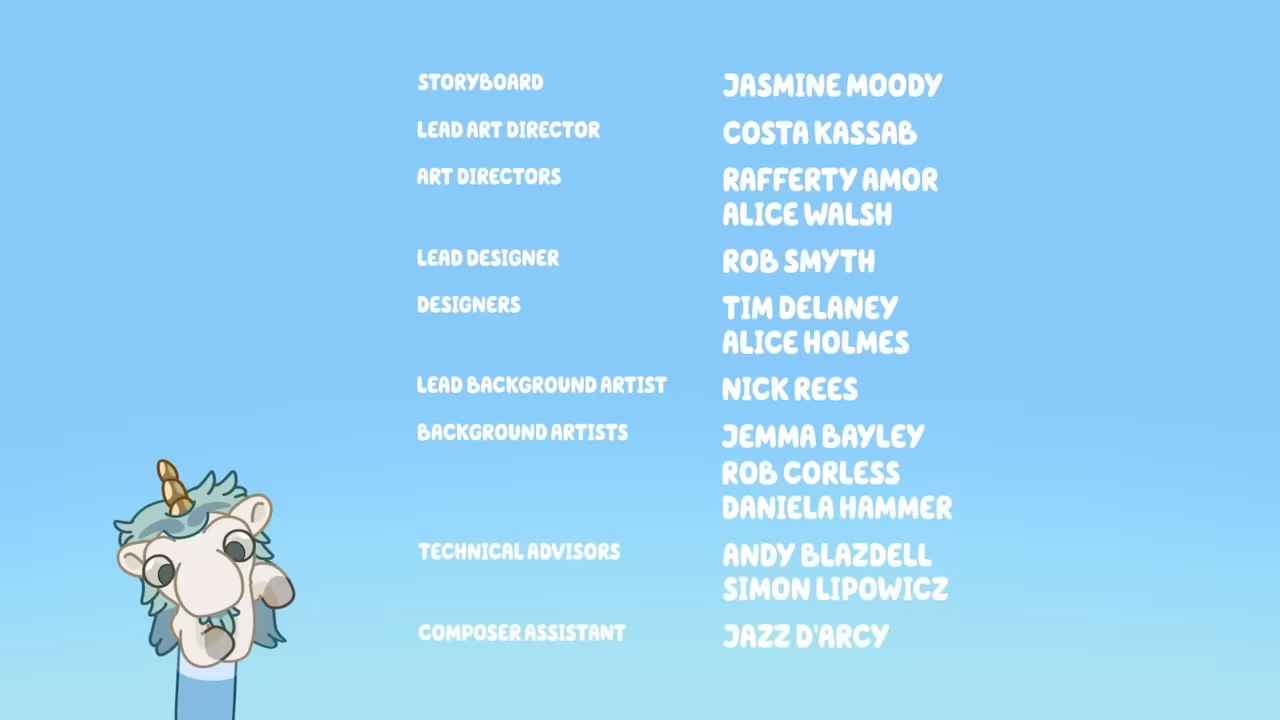 STORYBOARD JASMINE MOODY
LEAD ART DIRECTOR COSTA KASSAB
ART DIRECTORS RAFFERTY AMOR
ALICE WALSH
LEAD DESIGNER ROB SMYTH
DESIGNERS TIM DELANEY
ALICE HOLMES
LEAD BACKGROUND ARTIST NICK REES
BACKGROUND ARTISTS JEMMA BAYLEY
ROB CORLESS
DANIELA HAMMER
TECHNICAL ADVISORS ANDY BLAZDELL
SIMON LIPOWICZ
COMPOSER ASSISTANT JAZZ D'ARCY